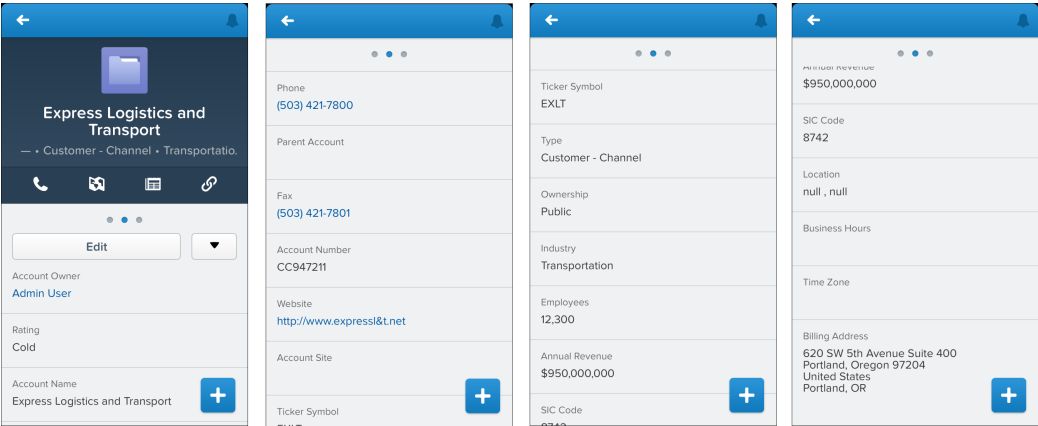 Express Logistics and
Transport
— • Customer - Channel • Transportatio.
Edit
Account Owner
Admin User
Rating
Cold
Account Name
Express Logistics and Transport
Phone
(503) 421-7800
Parent Account
Fax
(503) 421-7801
Account Number
CC947211
Website
http://www.expressl&t.net
Account Site
Ticker Symbol
EXLT
Ticker Symbol
EXLT
Type
Customer - Channel
Ownership
Public
Industry
Transportation
Employees
12,300
Annual Revenue
$950,000,000
SIC Code
8742
Annual Revenue
$950,000,000
SIC Code
8742
Location
null , null
Business Hours
Time Zone
Billing Address
620 SW 5th Avenue Suite 400
Portland, Oregon 97204
United States
Portland, OR